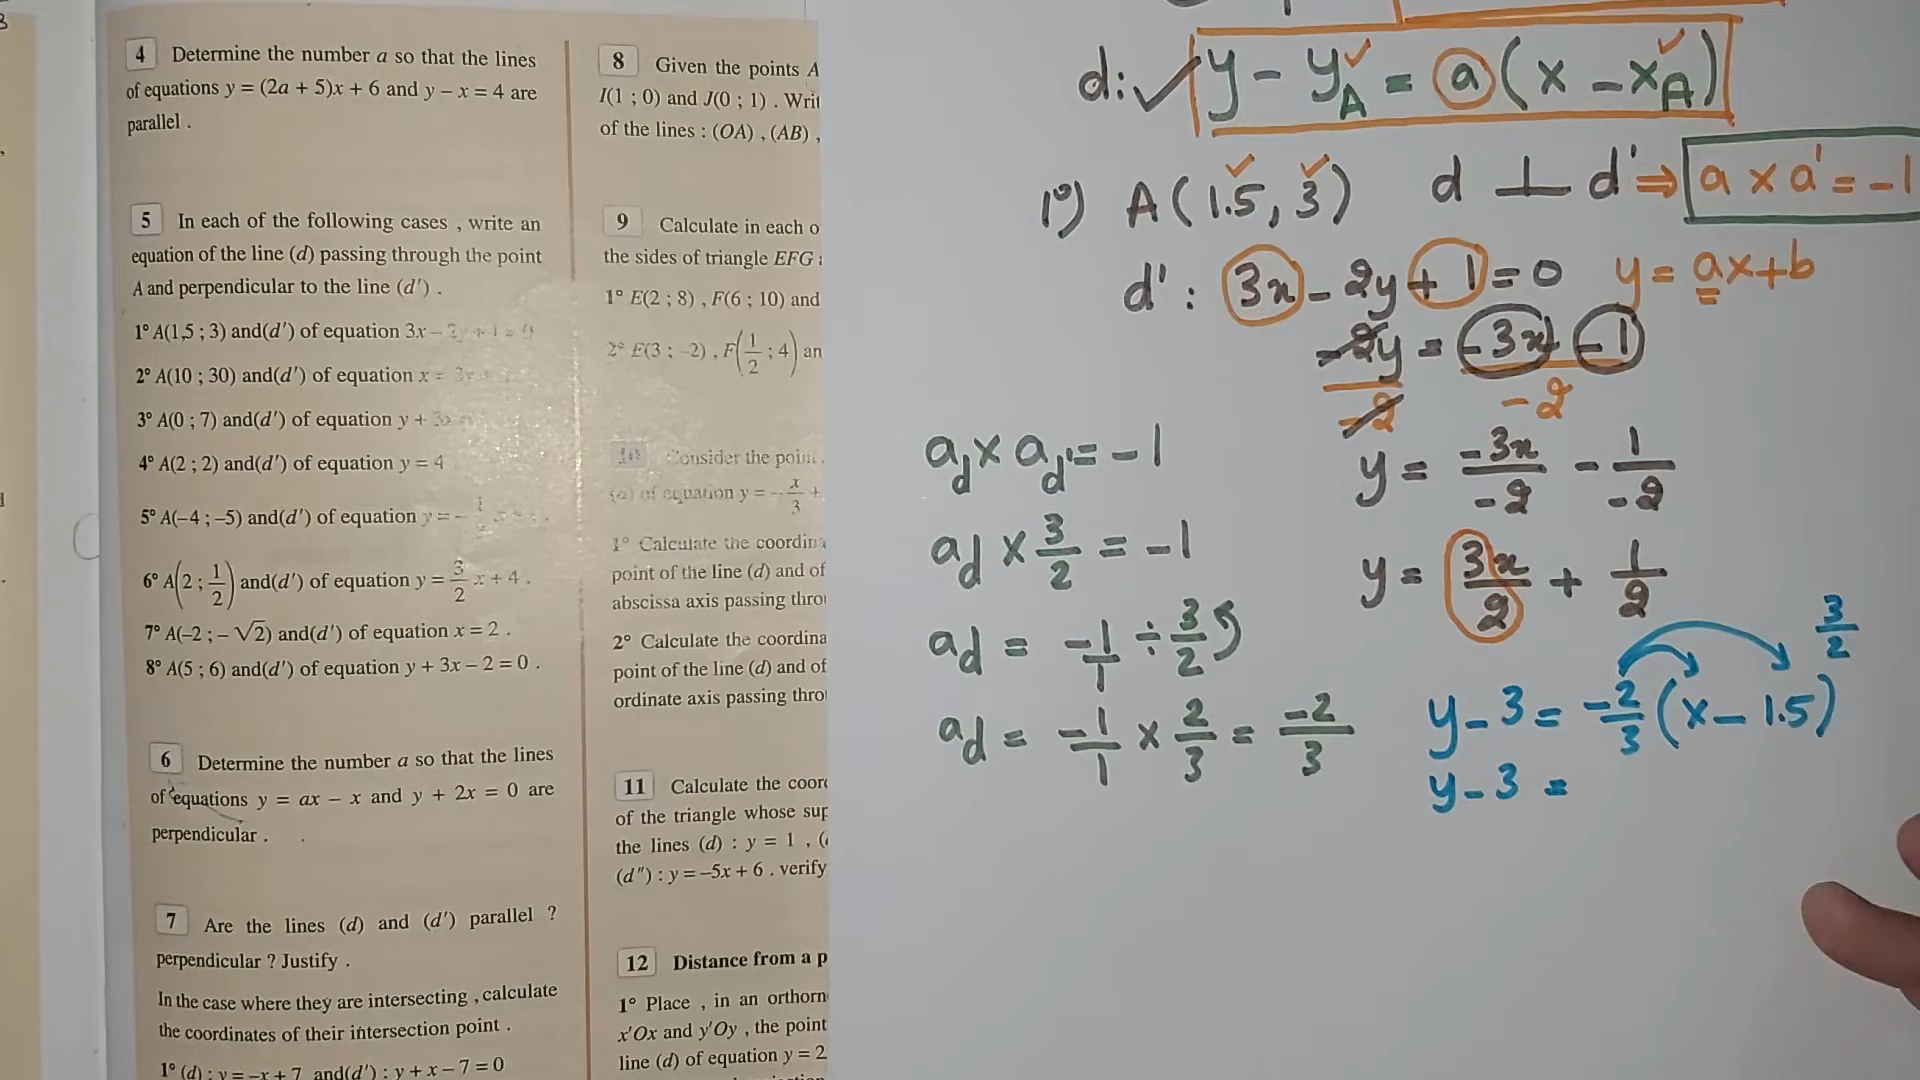 4 Determine the number a so that the lines
of equations y = (2a + 5)x + 6 and y – x = 4 are
parallel .
5 In each of the following cases , write an
equation of the line (d) passing through the point
A and perpendicular to the line (d') .
1° A(1,5 ; 3) and(d') of equation 3x – 2y + 1 = 0
2° A(10 ; 30) and(d') of equation x = 3y
3° A(0 ; 7) and(d') of equation y +
4° A(2 ; 2) and(d') of equation y = 4
5° A(–4 ; –5) and(d') of equation y = –
6° A(2 ; 1/2) and(d') of equation y = 3/2 x + 4 .
7° A(–2 ; – √2) and(d') of equation x = 2 .
8° A(5 ; 6) and(d') of equation y + 3x – 2 = 0 .
6 Determine the number a so that the lines
of equations y = ax – x and y + 2x = 0 are
perpendicular .
7 Are the lines (d) and (d') parallel ?
perpendicular ? Justify .
In the case where they are intersecting , calculate
the coordinates of their intersection point .
1° (d) : y = –x + 7 and(d') : y + x – 7 = 0
8 Given the points A
I(1 ; 0) and J(0 ; 1) . Writ
of the lines : (OA) , (AB) ,
9 Calculate in each o
the sides of triangle EFG
1° E(2 ; 8) , F(6 ; 10) and
2° E(3 ; –2) , F(1/2 ; 4) an
10 Consider the point
(d) of equation y = – x/3 +
1° Calculate the coordina
point of the line (d) and of
abscissa axis passing thro
2° Calculate the coordina
point of the line (d) and of
ordinate axis passing thro
11 Calculate the coor
of the triangle whose sup
the lines (d) : y = 1 , (
(d") : y = –5x + 6 . verify
12 Distance from a p
1° Place , in an orthorn
x'Ox and y'Oy , the point
line (d) of equation y = 2
d: ✓ y - yA = a (x - xA)
1°) A(1.5, 3) d ⊥ d' ⇒ a x a' = -1
d' : 3x - 2y + 1 = 0 y = ax + b
-2y = -3x - 1
-2 -2
y = -3x/-2 - 1/-2
y = 3x/2 + 1/2
ad x ad' = -1
ad x 3/2 = -1
ad = -1/1 ÷ 3/2
ad = -1/1 x 2/3 = -2/3
3/2
y - 3 = -2/3 (x - 1.5)
y - 3 =